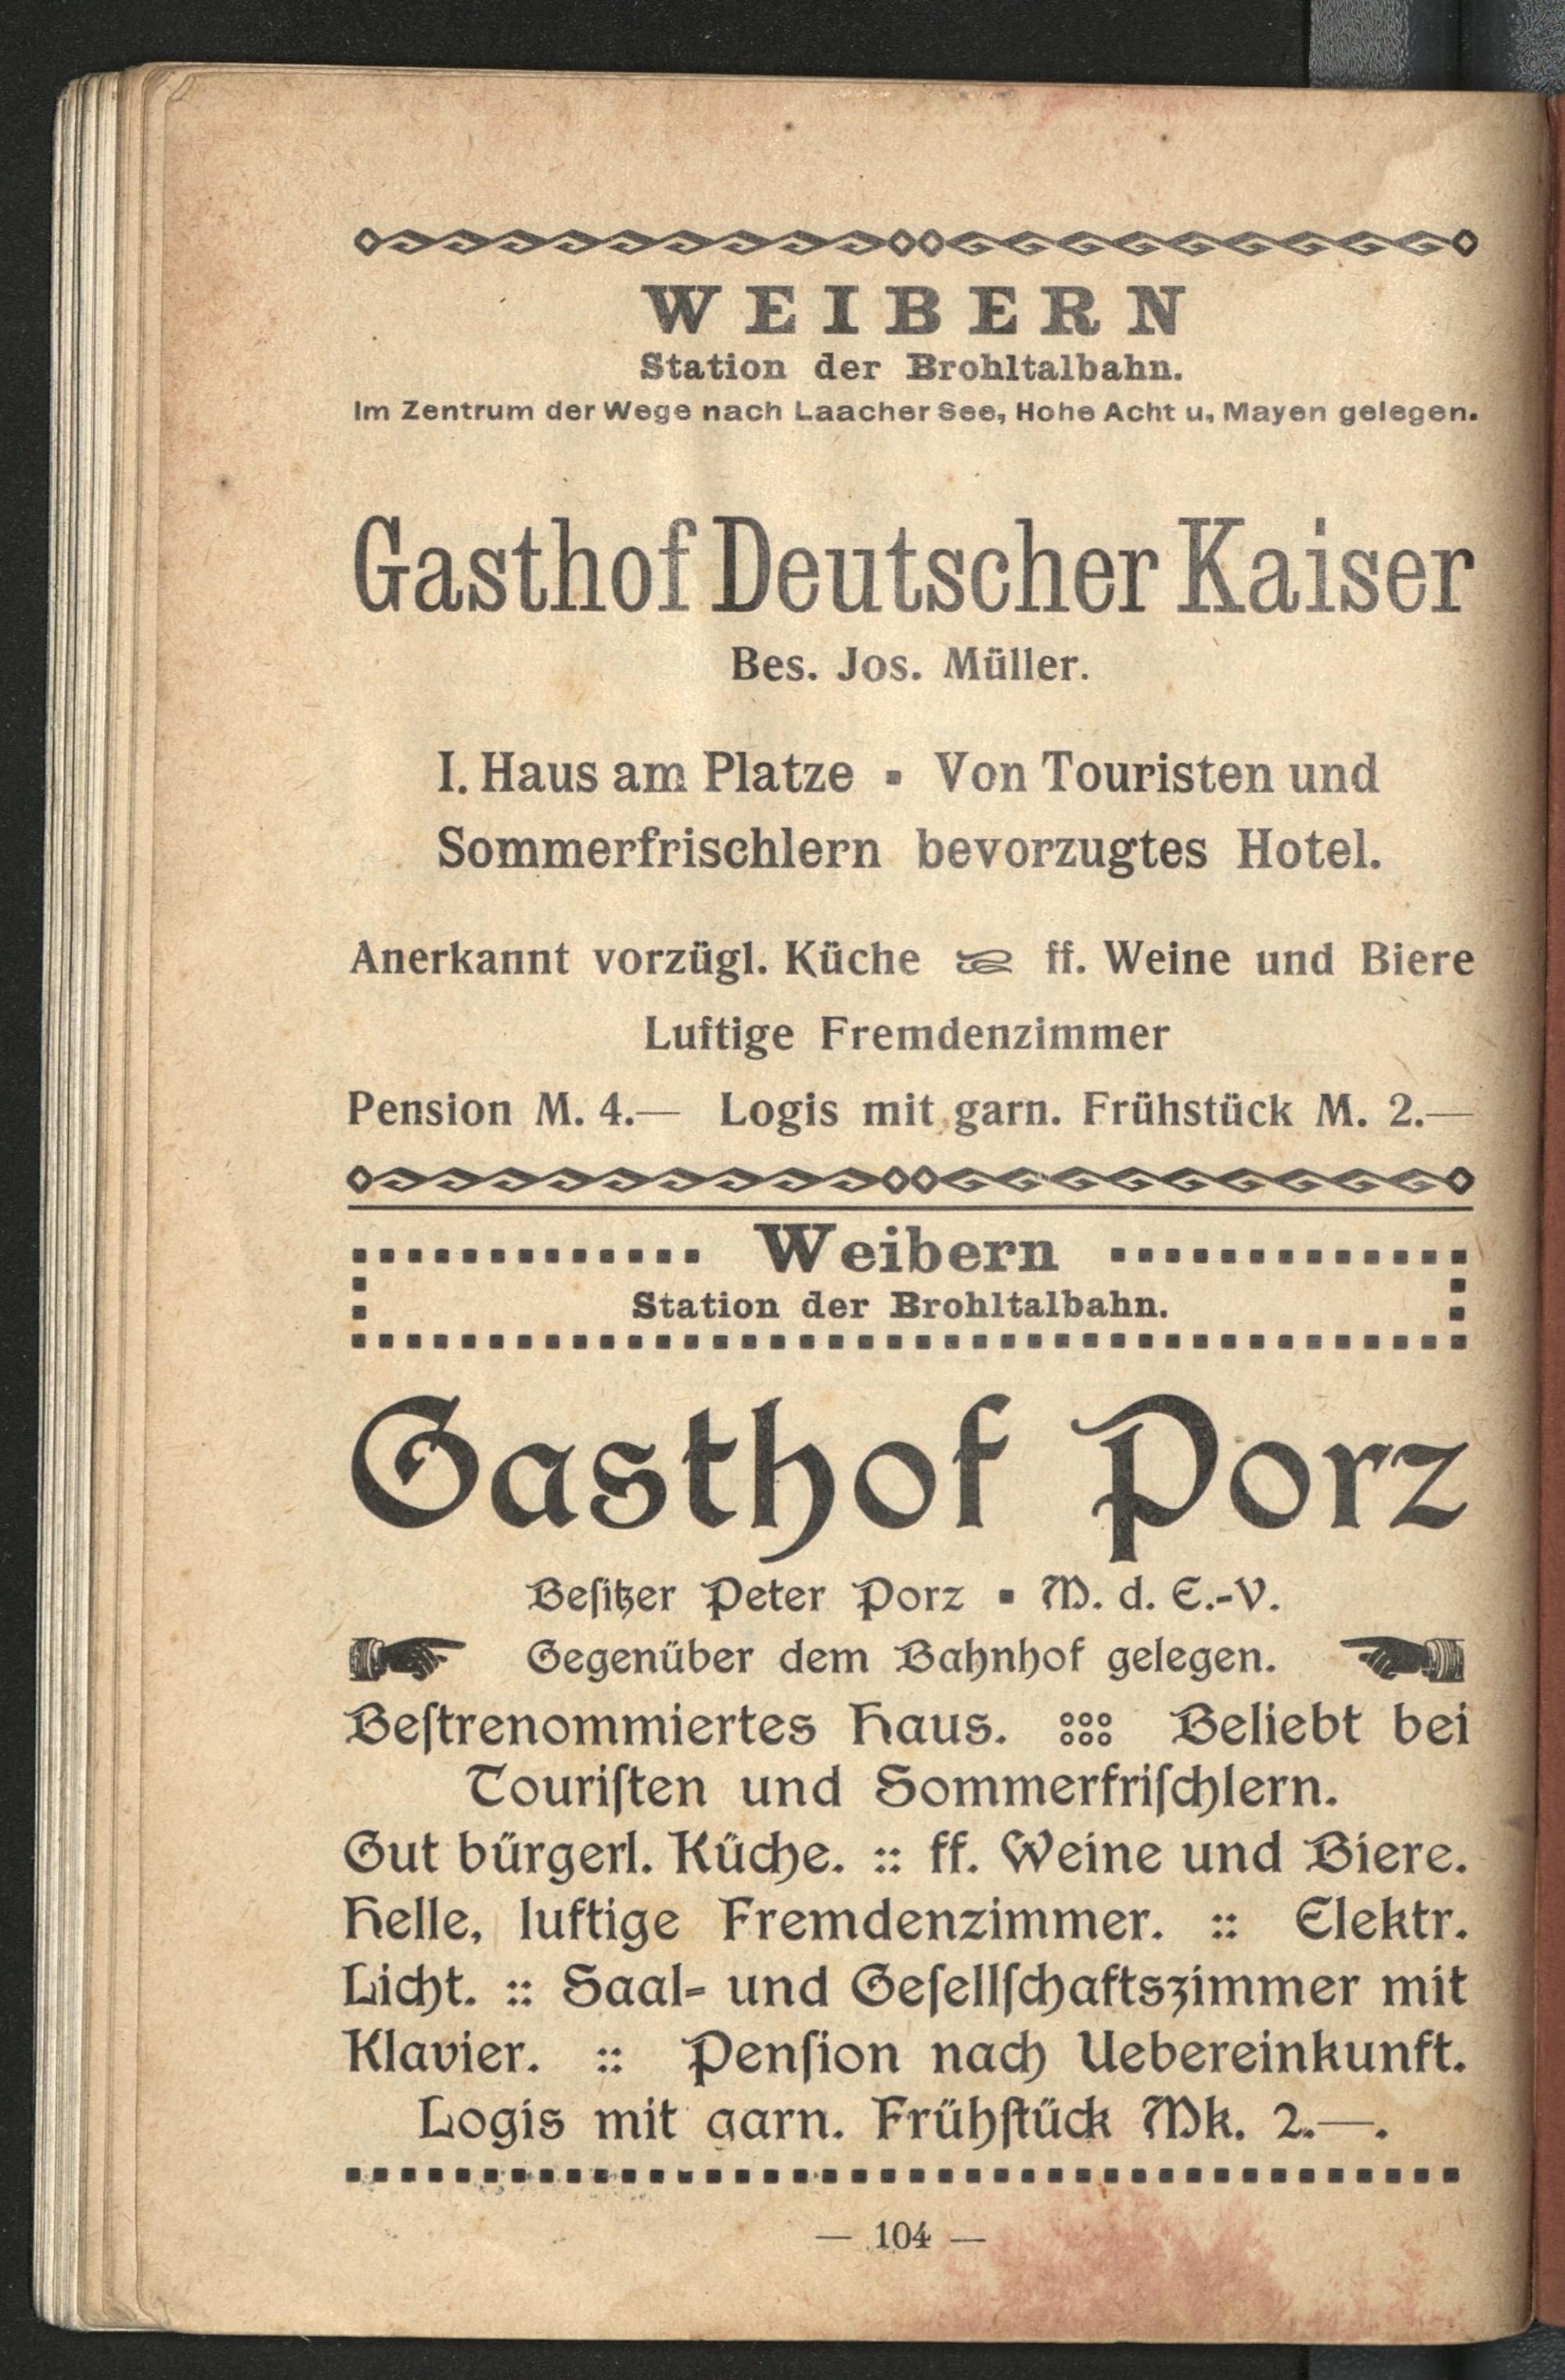 WEIBERN
Station der Brohltalbahn.
Im Zentrum der Wege nach Laacher See, Hohe Acht u. Mayen gelegen.
Gasthof Deutscher Kaiser
Bes. Jos. Müller.
I. Haus am Platze ▪ Von Touristen und
Sommerfrischlern bevorzugtes Hotel.
Anerkannt vorzügl. Küche ff. Weine und Biere
Luftige Fremdenzimmer
Pension M. 4.— Logis mit garn. Frühstück M. 2.—
Weibern
Station der Brohltalbahn.
Gasthof Porz
Beſitzer Peter Porz ▪ M. d. E.-V.
Gegenüber dem Bahnhof gelegen.
Beſtrenommiertes Haus. Beliebt bei
Touriſten und Sommerfriſchlern.
Gut bürgerl. Küche. :: ff. Weine und Biere.
Helle, luftige Fremdenzimmer. :: Elektr.
Licht. :: Saal- und Geſellſchaftszimmer mit
Klavier. :: Penſion nach Uebereinkunft.
Logis mit garn. Frühſtück Mk. 2.—.
— 104 —